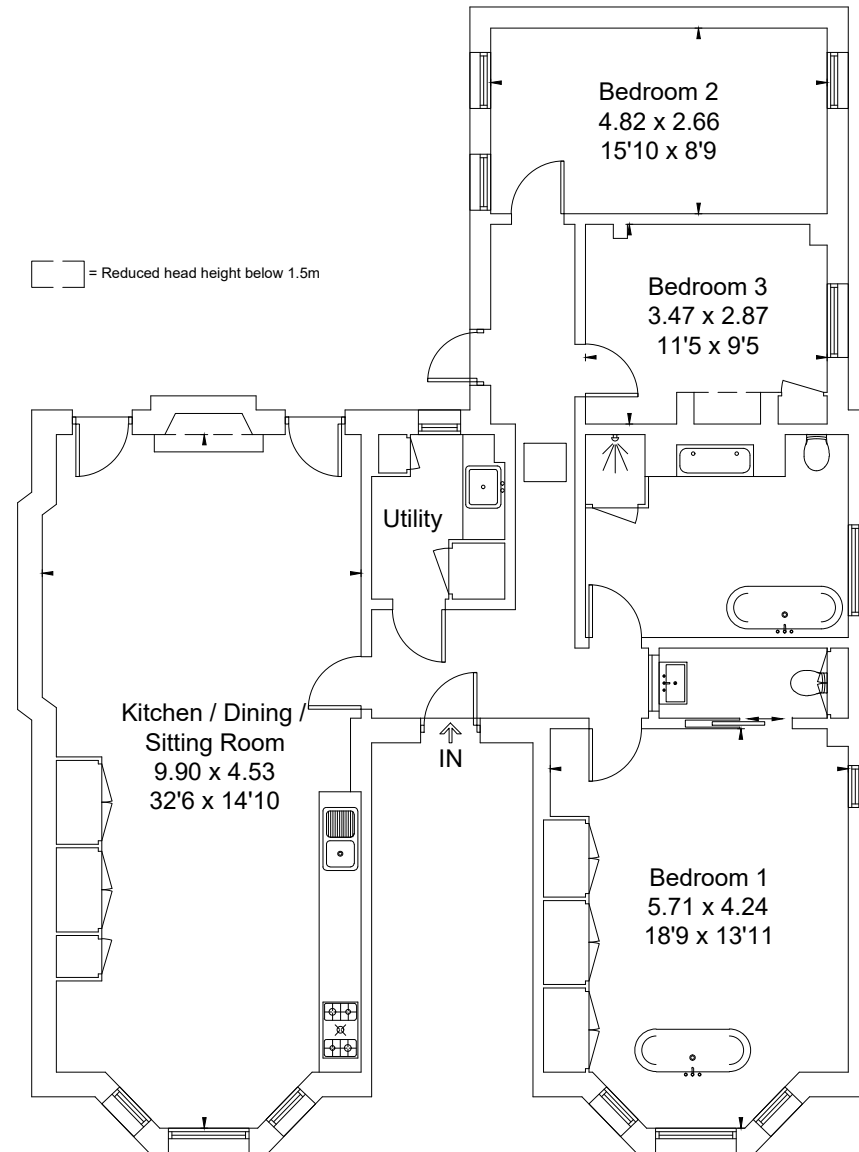 Bedroom 2
4.82 x 2.66
15'10 x 8'9
= Reduced head height below 1.5m
Bedroom 3
3.47 x 2.87
11'5 x 9'5
Utility
Kitchen / Dining /
Sitting Room
9.90 x 4.53
32'6 x 14'10
IN
Bedroom 1
5.71 x 4.24
18'9 x 13'11